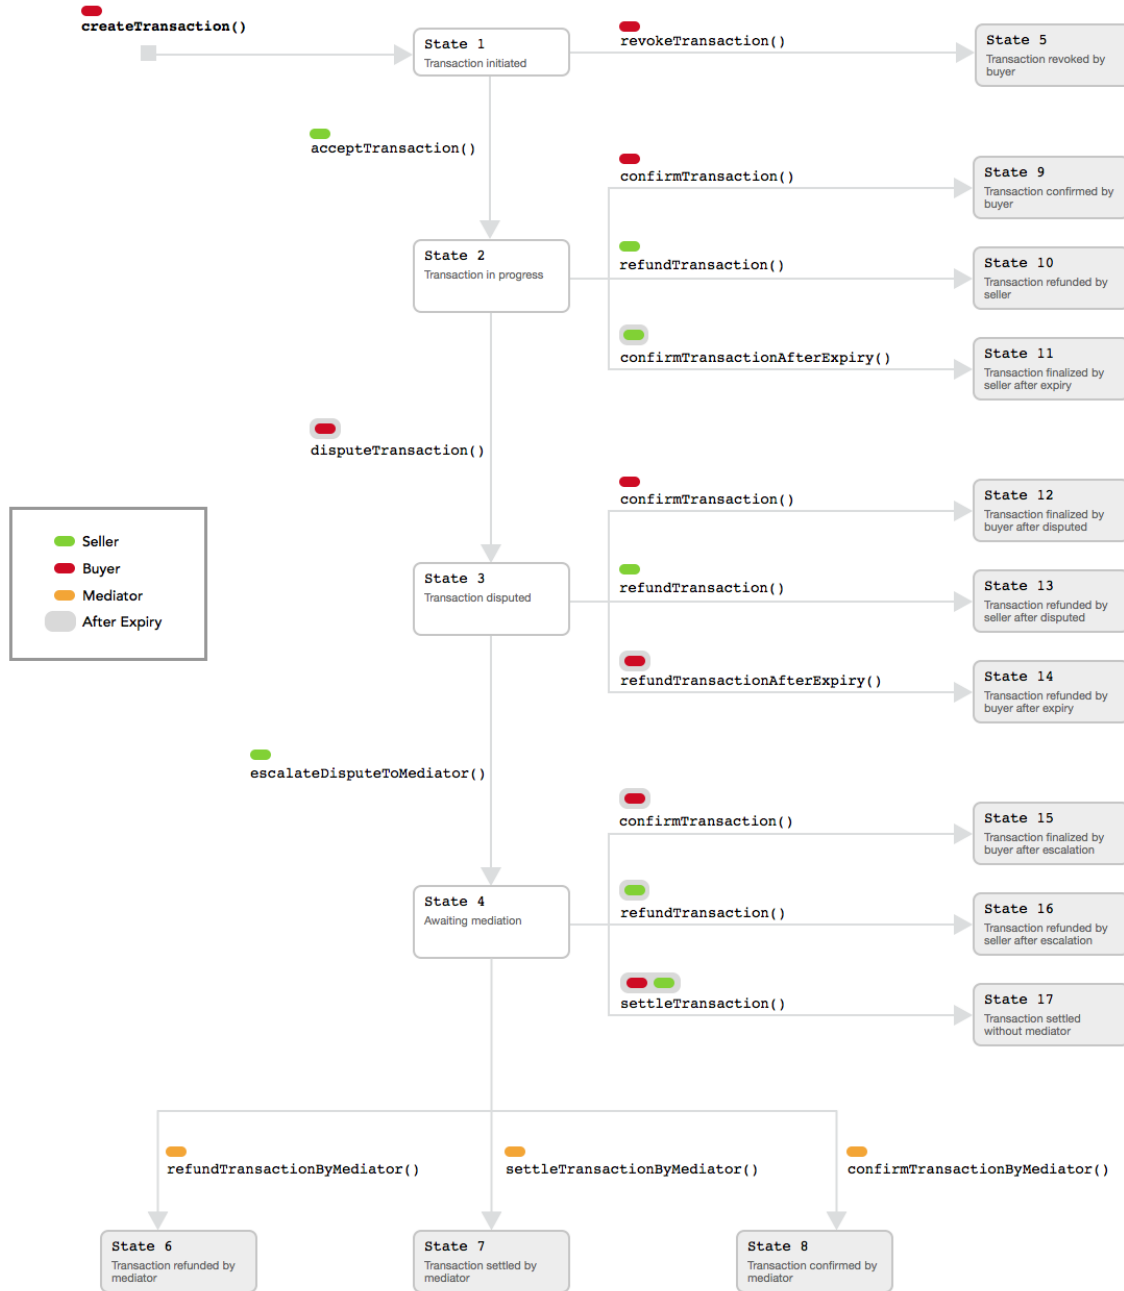 createTransaction()
State 1
Transaction initiated
revokeTransaction()
State 5
Transaction revoked by
buyer
acceptTransaction()
confirmTransaction()
State 9
Transaction confirmed by
buyer
State 2
Transaction in progress
refundTransaction()
State 10
Transaction refunded by
seller
confirmTransactionAfterExpiry()
State 11
Transaction finalized by
seller after expiry
disputeTransaction()
confirmTransaction()
State 12
Transaction finalized by
buyer after disputed
Seller
Buyer
Mediator
After Expiry
State 3
Transaction disputed
refundTransaction()
State 13
Transaction refunded by
seller after disputed
refundTransactionAfterExpiry()
State 14
Transaction refunded by
buyer after expiry
escalateDisputeToMediator()
confirmTransaction()
State 15
Transaction finalized by
buyer after escalation
State 4
Awaiting mediation
refundTransaction()
State 16
Transaction refunded by
seller after escalation
settleTransaction()
State 17
Transaction settled
without mediator
refundTransactionByMediator()
settleTransactionByMediator()
confirmTransactionByMediator()
State 6
Transaction refunded by
mediator
State 7
Transaction settled by
mediator
State 8
Transaction confirmed by
mediator